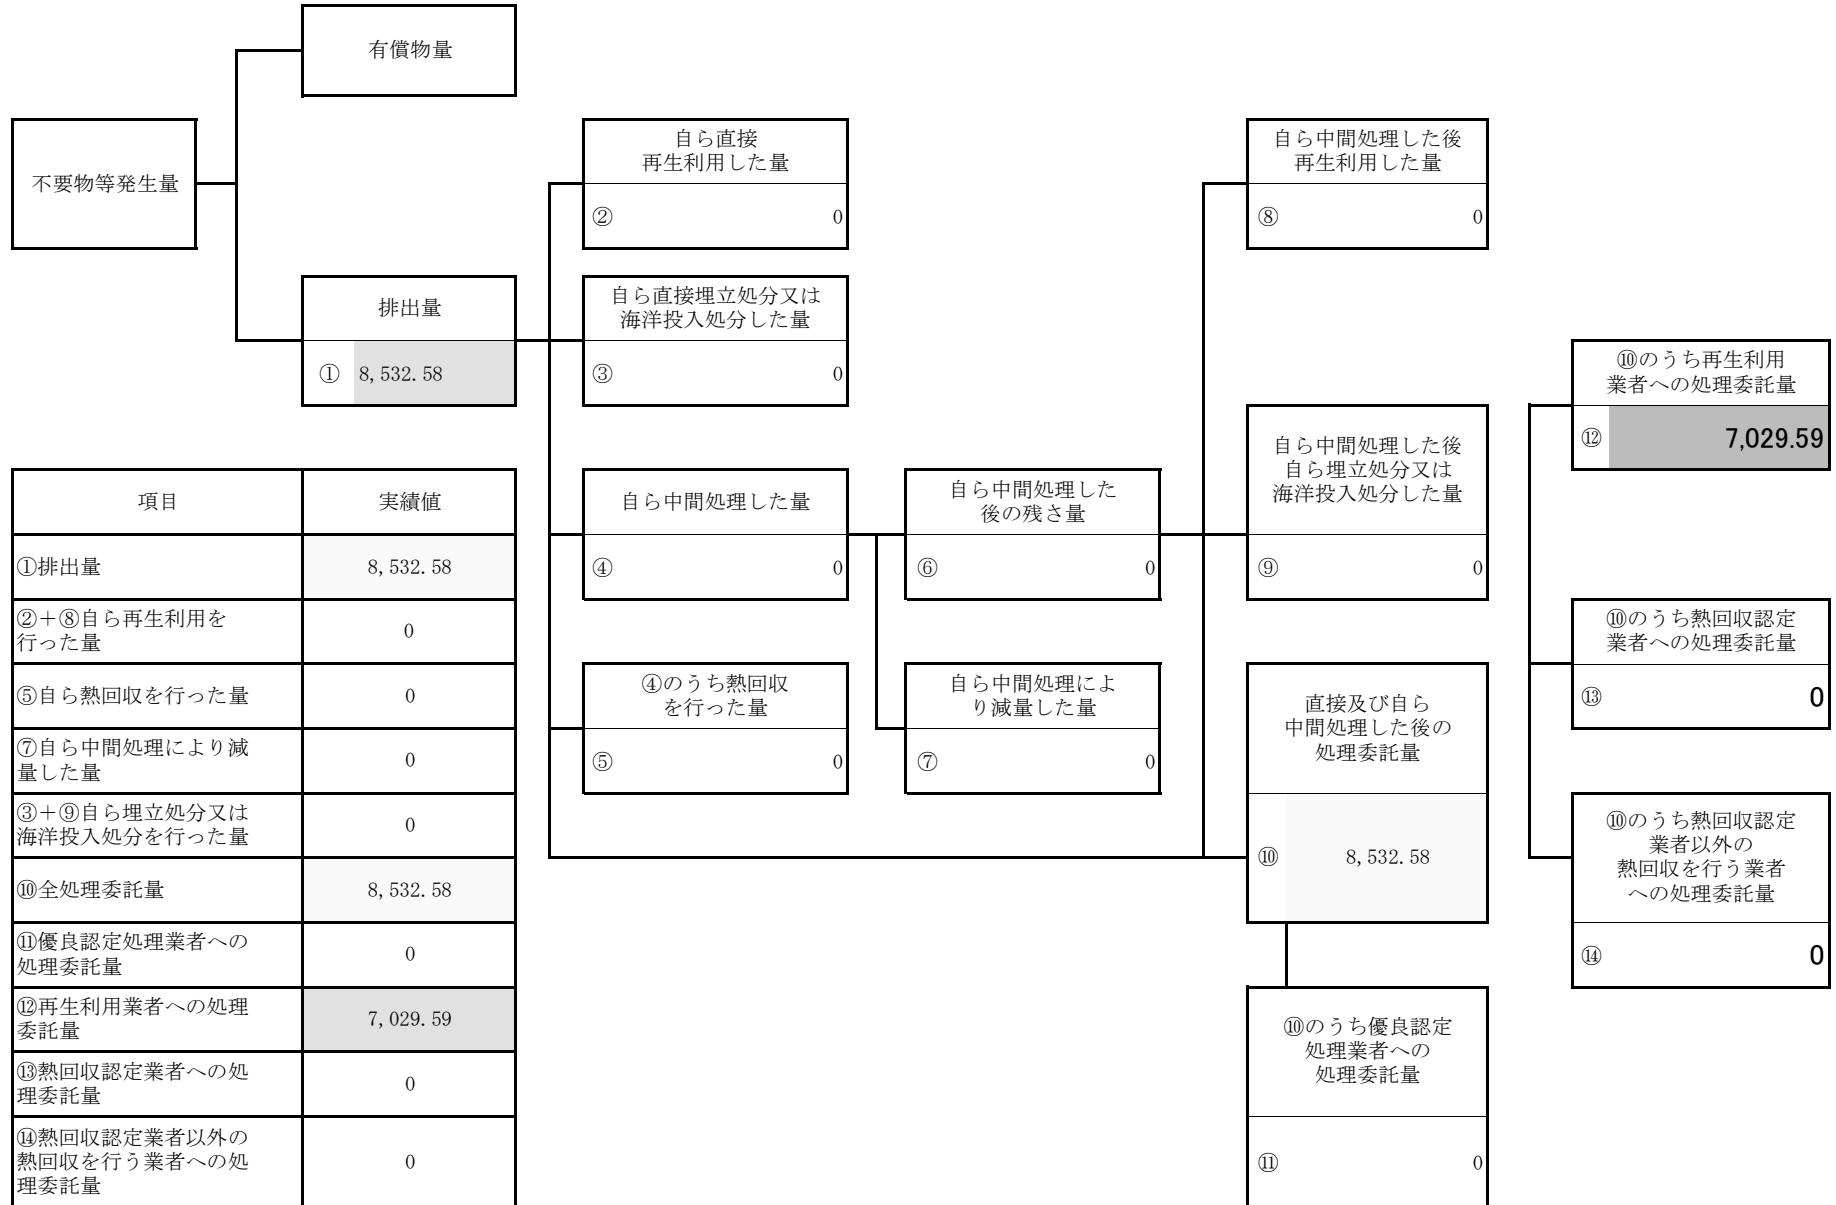 有償物量
不要物等発生量
排出量
① 8,532.58
自ら直接
再生利用した量
② 0
自ら直接埋立処分又は
海洋投入処分した量
③ 0
自ら中間処理した量
④ 0
④のうち熱回収
を行った量
⑤ 0
自ら中間処理した
後の残さ量
⑥ 0
自ら中間処理によ
り減量した量
⑦ 0
自ら中間処理した後
再生利用した量
⑧ 0
自ら中間処理した後
自ら埋立処分又は
海洋投入処分した量
⑨ 0
直接及び自ら
中間処理した後の
処理委託量
⑩ 8,532.58
⑩のうち優良認定
処理業者への
処理委託量
⑪ 0
⑩のうち再生利用
業者への処理委託量
⑫ 7,029.59
⑩のうち熱回収認定
業者への処理委託量
⑬ 0
⑩のうち熱回収認定
業者以外の
熱回収を行う業者
への処理委託量
⑭ 0
項目 実績値
①排出量 8,532.58
②+⑧自ら再生利用を
行った量 0
⑤自ら熱回収を行った量 0
⑦自ら中間処理により減
量した量 0
③+⑨自ら埋立処分又は
海洋投入処分を行った量 0
⑩全処理委託量 8,532.58
⑪優良認定処理業者への
処理委託量 0
⑫再生利用業者への処理
委託量 7,029.59
⑬熱回収認定業者への処
理委託量 0
⑭熱回収認定業者以外の
熱回収を行う業者への処
理委託量 0